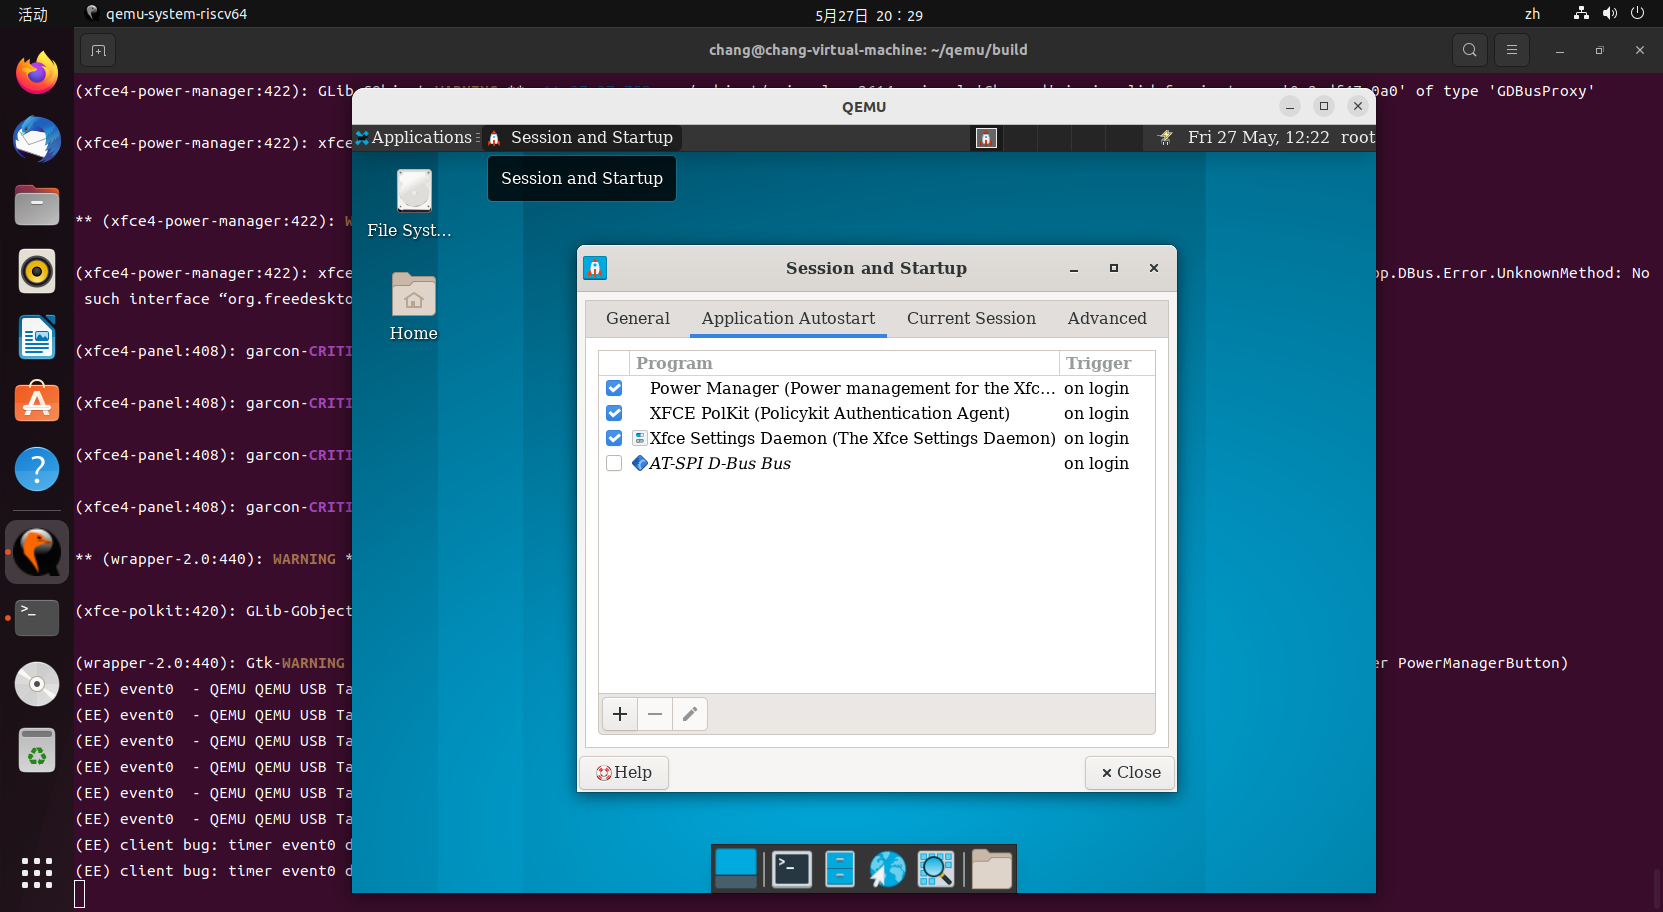 活动
qemu-system-riscv64
5月27日 20：29
zh
chang@chang-virtual-machine: ~/qemu/build
(xfce4-power-manager:422): GLib-GObject-WARNING **
of type 'GDBusProxy'
QEMU
Applications
Session and Startup
Fri 27 May, 12:22 root
(xfce4-power-manager:422): xfce
Session and Startup
** (xfce4-power-manager:422): W
File Syst...
(xfce4-power-manager:422): xfce
op.DBus.Error.UnknownMethod: No
such interface “org.freedeskto
Home
(xfce4-panel:408): garcon-CRITI
(xfce4-panel:408): garcon-CRITI
(xfce4-panel:408): garcon-CRITI
(xfce4-panel:408): garcon-CRITI
** (wrapper-2.0:440): WARNING *
(xfce-polkit:420): GLib-GObject
(wrapper-2.0:440): Gtk-WARNING
er PowerManagerButton)
(EE) event0 - QEMU QEMU USB Ta
(EE) event0 - QEMU QEMU USB Ta
(EE) event0 - QEMU QEMU USB Ta
(EE) event0 - QEMU QEMU USB Ta
(EE) event0 - QEMU QEMU USB Ta
(EE) event0 - QEMU QEMU USB Ta
(EE) client bug: timer event0 d
(EE) client bug: timer event0 d
Session and Startup
General
Application Autostart
Current Session
Advanced
Program
Trigger
Power Manager (Power management for the Xfc...
on login
XFCE PolKit (Policykit Authentication Agent)
on login
Xfce Settings Daemon (The Xfce Settings Daemon)
on login
AT-SPI D-Bus Bus
on login
Help
Close